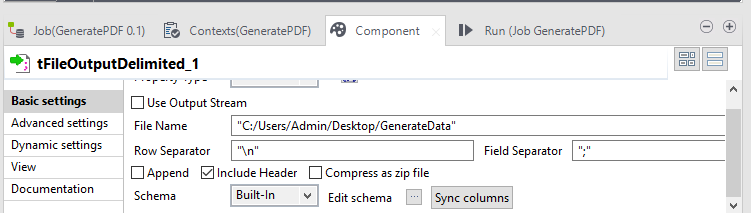 Job(GeneratePDF 0.1) Contexts(GeneratePDF) Component Run (Job GeneratePDF)
tFileOutputDelimited_1
Basic settings
Advanced settings
Dynamic settings
View
Documentation
Property Type
Use Output Stream
File Name "C:/Users/Admin/Desktop/GenerateData"
Row Separator "\n" Field Separator ";"
Append Include Header Compress as zip file
Schema Built-In Edit schema ... Sync columns